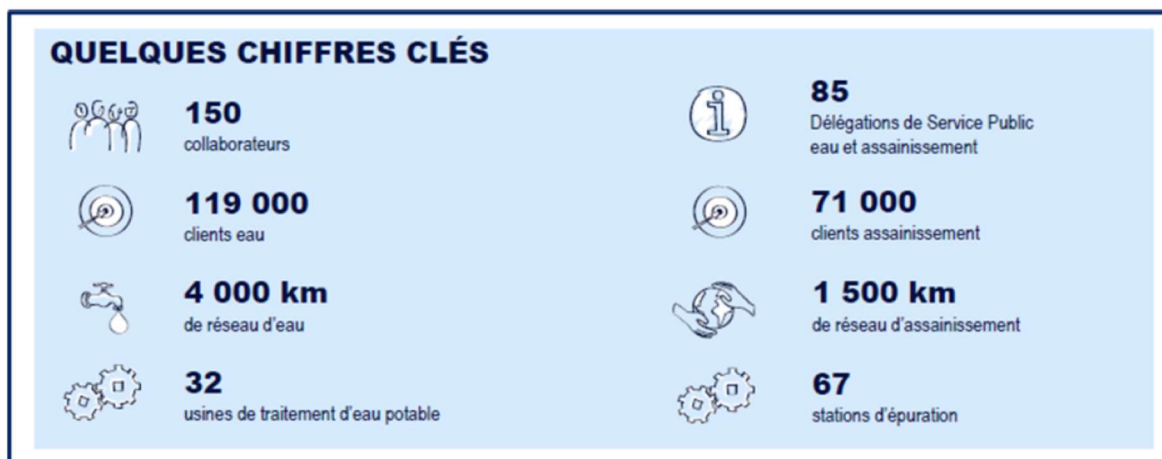 QUELQUES CHIFFRES CLÉS
150
collaborateurs
85
Délégations de Service Public
eau et assainissement
119 000
clients eau
71 000
clients assainissement
4 000 km
de réseau d'eau
1 500 km
de réseau d'assainissement
32
usines de traitement d'eau potable
67
stations d'épuration